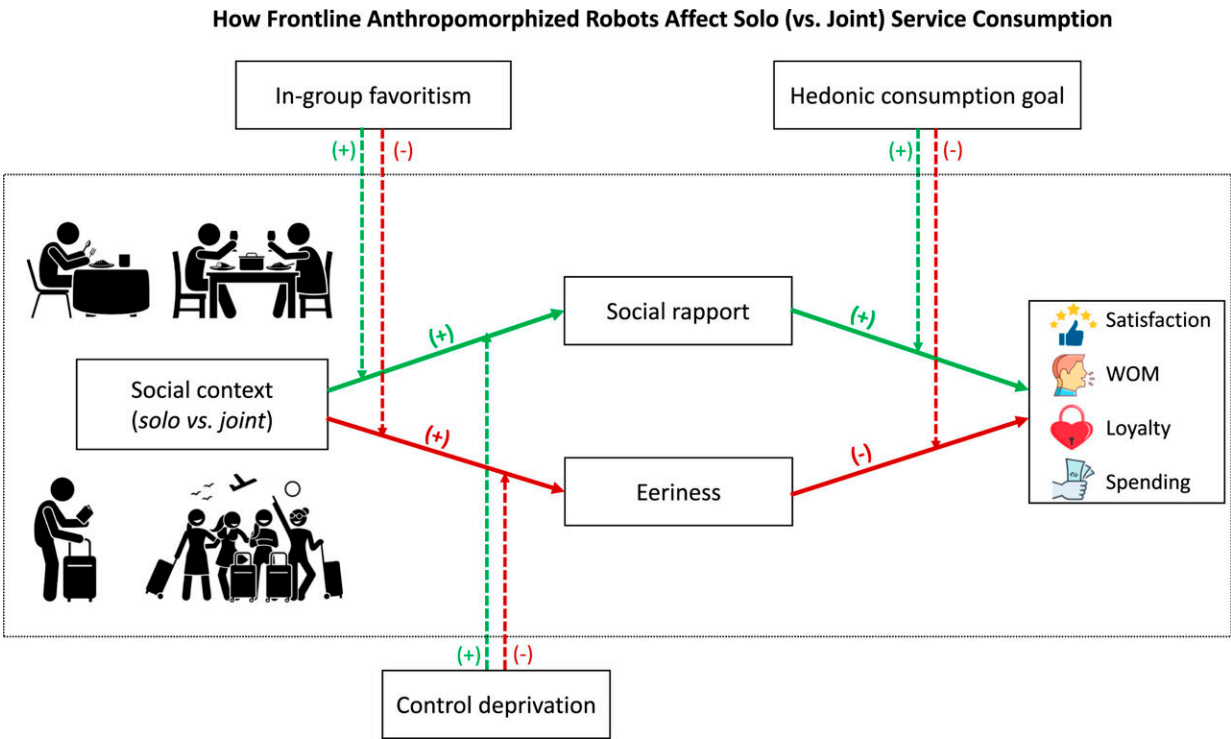 How Frontline Anthropomorphized Robots Affect Solo (vs. Joint) Service Consumption
In-group favoritism
Hedonic consumption goal
(+)
(-)
(+)
(-)
Social rapport
(+)
(+)
Social context
(solo vs. joint)
(+)
(-)
Eeriness
Satisfaction
WOM
Loyalty
Spending
(+)
(-)
Control deprivation